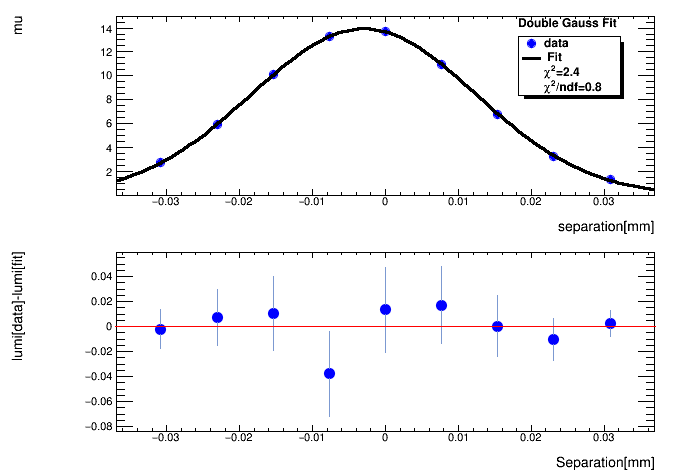 mu
Double Gauss Fit
data
Fit
χ²=2.4
χ²/ndf=0.8
14
12
10
8
6
4
2
−0.03 −0.02 −0.01 0 0.01 0.02 0.03
separation[mm]
lumi[data]-lumi[fit]
0.04
0.02
0
−0.02
−0.04
−0.06
−0.08
−0.03 −0.02 −0.01 0 0.01 0.02 0.03
Separation[mm]